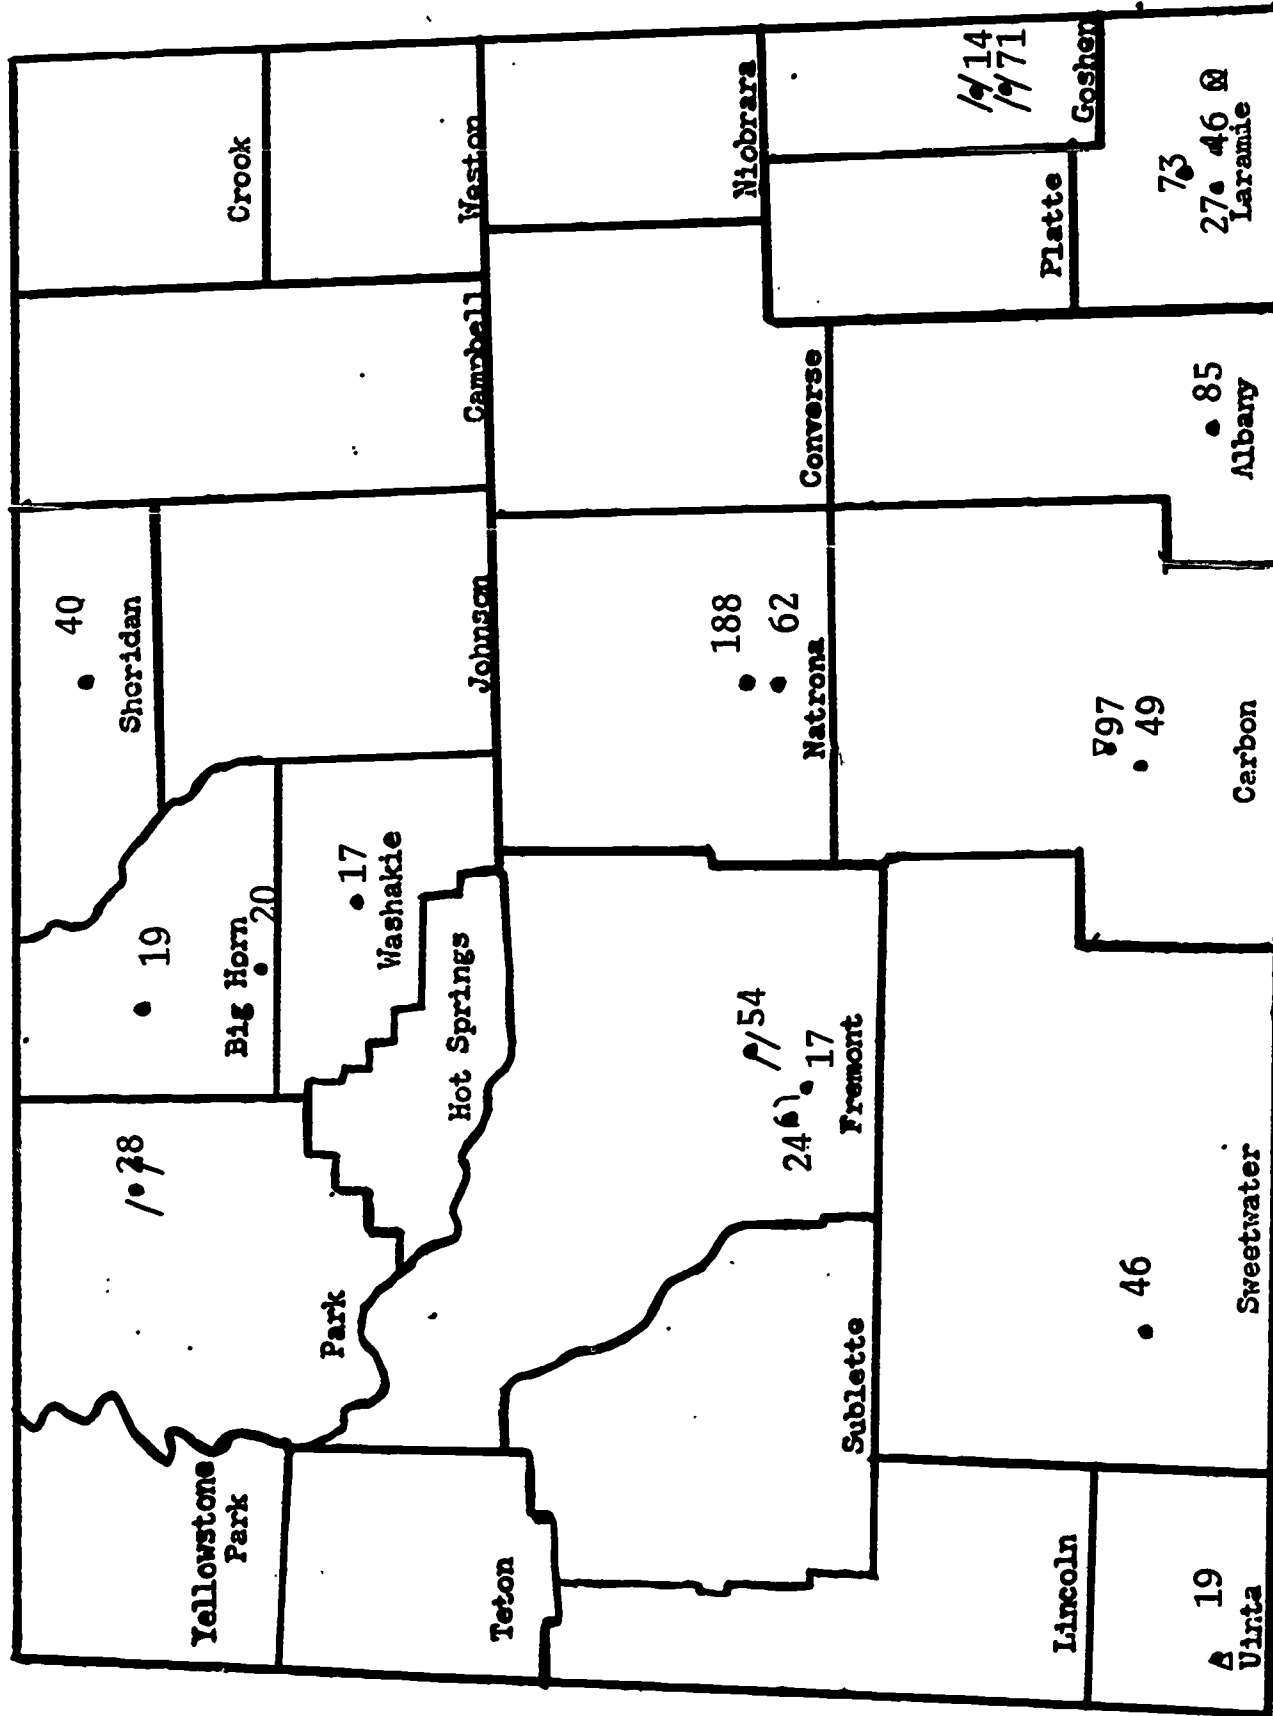 Yellowstone
Park
28
Park
Teton
19
Big Horn
20
17
Washakie
Hot Springs
40
Shoridan
Johnson
Campbell
Crook
Weston
Sublette
54
24
17
Fremont
188
62
Natrona
Converse
Niobrara
Platte
14
71
Goshen
Lincoln
19
Uinta
46
Sweetwater
97
49
Carbon
85
Albany
73
27 46
Laramie